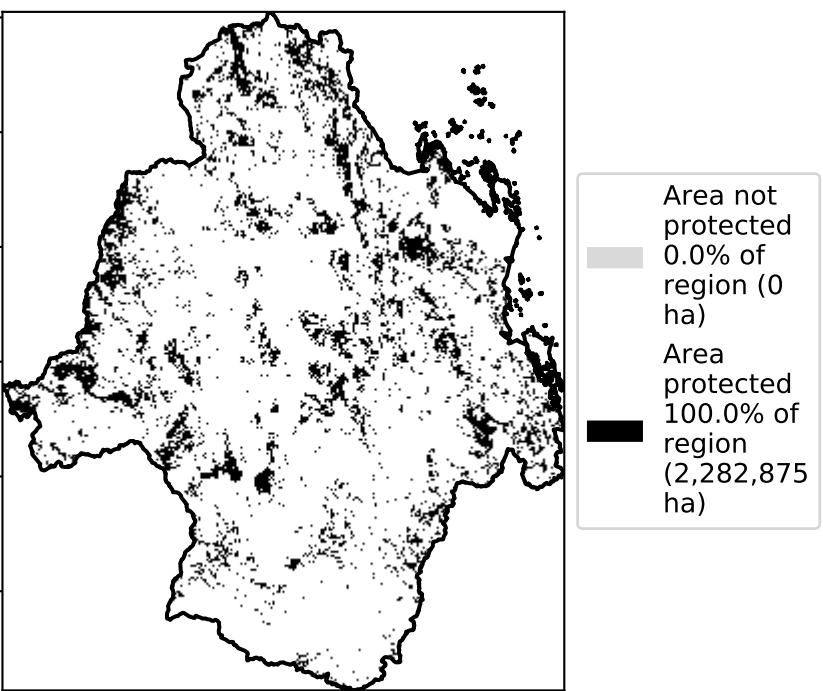 Area not
protected
0.0% of
region (0
ha)
Area
protected
100.0% of
region
(2,282,875
ha)